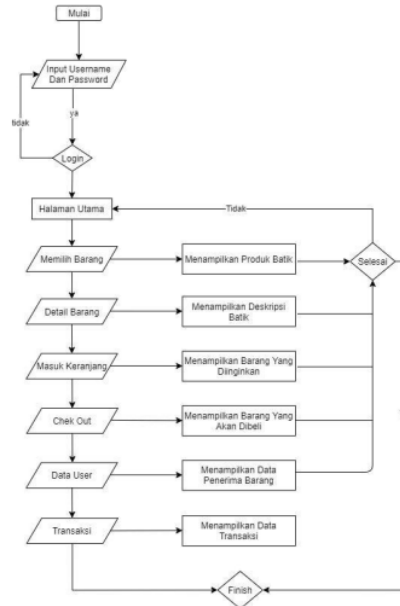 Mulai
Input Username
Dan Password
tidak
ya
Login
Halaman Utama
Tidak
Memilih Barang
Menampilkan Produk Batik
Selesai
Detail Barang
Menampilkan Deskripsi
Batik
Masuk Keranjang
Menampilkan Barang Yang
Diinginkan
Chek Out
Menampilkan Barang Yang
Akan Dibeli
Data User
Menampilkan Data
Penerima Barang
Transaksi
Menampilkan Data
Transaksi
Finish